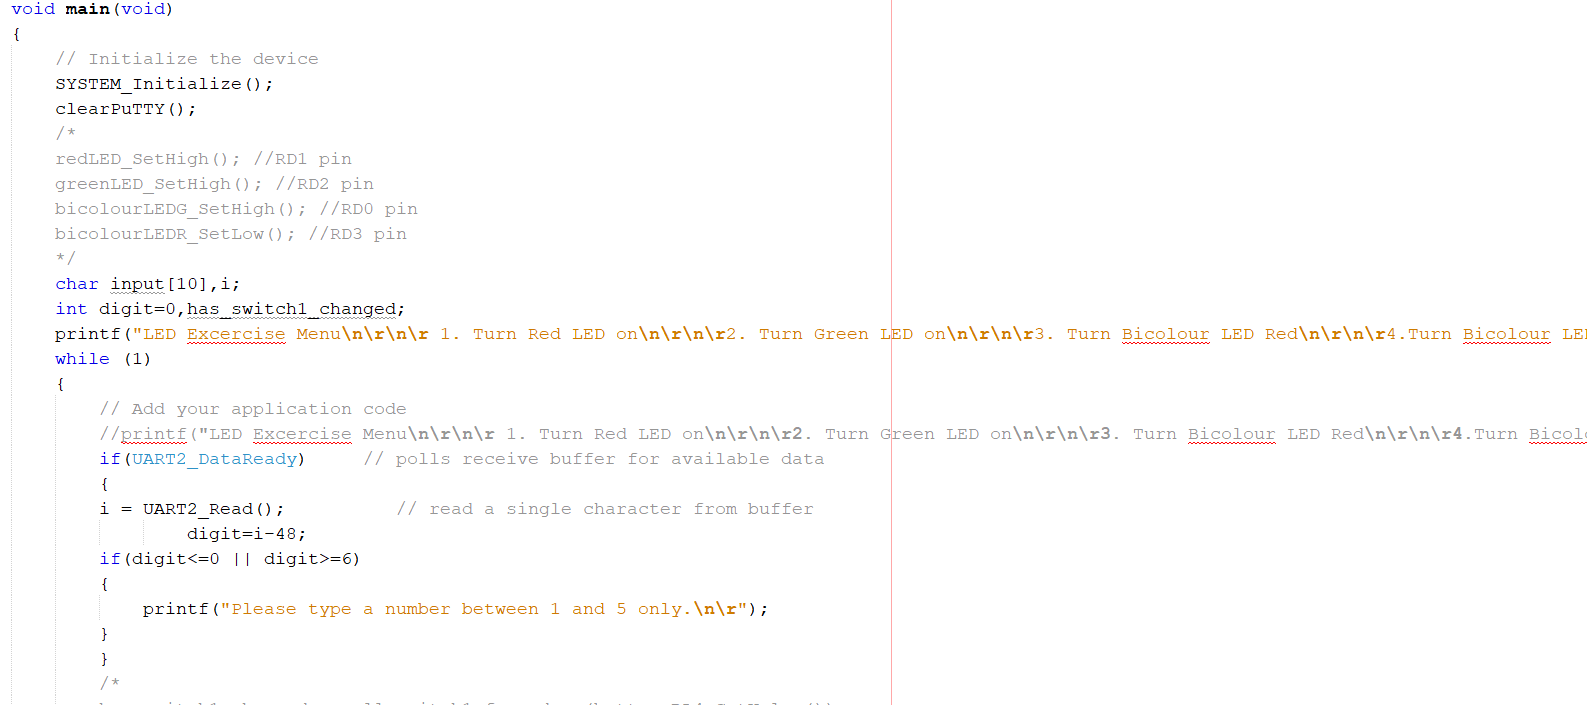 void main(void)
{
// Initialize the device
SYSTEM_Initialize();
clearPuTTY();
/*
redLED_SetHigh(); //RD1 pin
greenLED_SetHigh(); //RD2 pin
bicolourLEDG_SetHigh(); //RD0 pin
bicolourLEDR_SetLow(); //RD3 pin
*/
char input[10],i;
int digit=0,has_switch1_changed;
printf("LED Excercise Menu\n\r\n\r 1. Turn Red LED on\n\r\n\r2. Turn Green LED on\n\r\n\r3. Turn Bicolour LED Red\n\r\n\r4.Turn Bicolour LE
while (1)
{
// Add your application code
//printf("LED Excercise Menu\n\r\n\r 1. Turn Red LED on\n\r\n\r2. Turn Green LED on\n\r\n\r3. Turn Bicolour LED Red\n\r\n\r4.Turn Bicol
if(UART2_DataReady) // polls receive buffer for available data
{
i = UART2_Read(); // read a single character from buffer
digit=i-48;
if(digit<=0 || digit>=6)
{
printf("Please type a number between 1 and 5 only.\n\r");
}
}
/*